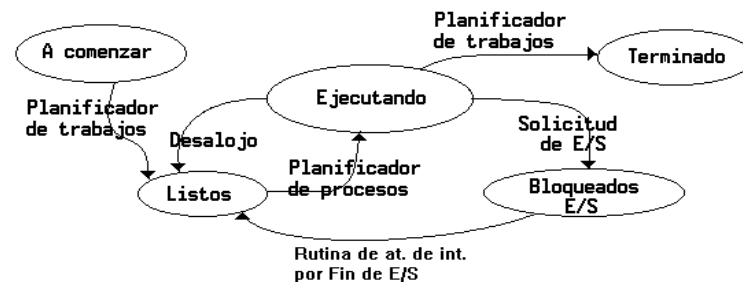 Planificador
de trabajos
A comenzar
Terminado
Ejecutando
Planificador
de trabajos
Desalojo
Solicitud
de E/S
Planificador
de procesos
Listos
Bloqueados
E/S
Rutina de at. de int.
por Fin de E/S